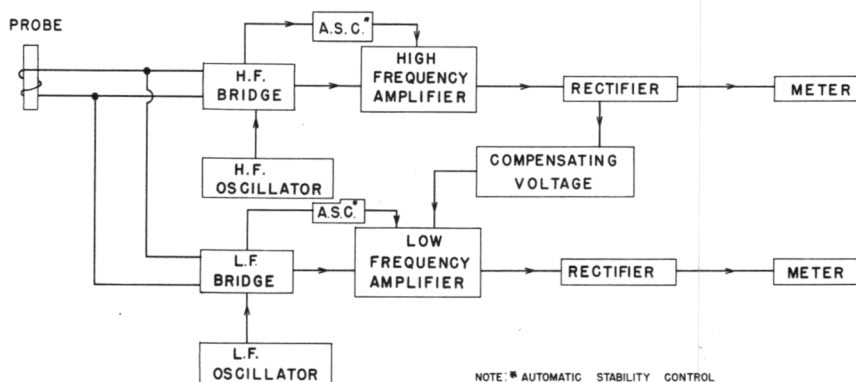 PROBE
A.S.C.*
H.F.
BRIDGE
HIGH
FREQUENCY
AMPLIFIER
RECTIFIER
METER
H.F.
OSCILLATOR
COMPENSATING
VOLTAGE
A.S.C.*
L.F.
BRIDGE
LOW
FREQUENCY
AMPLIFIER
RECTIFIER
METER
L.F.
OSCILLATOR
NOTE: * AUTOMATIC STABILITY CONTROL